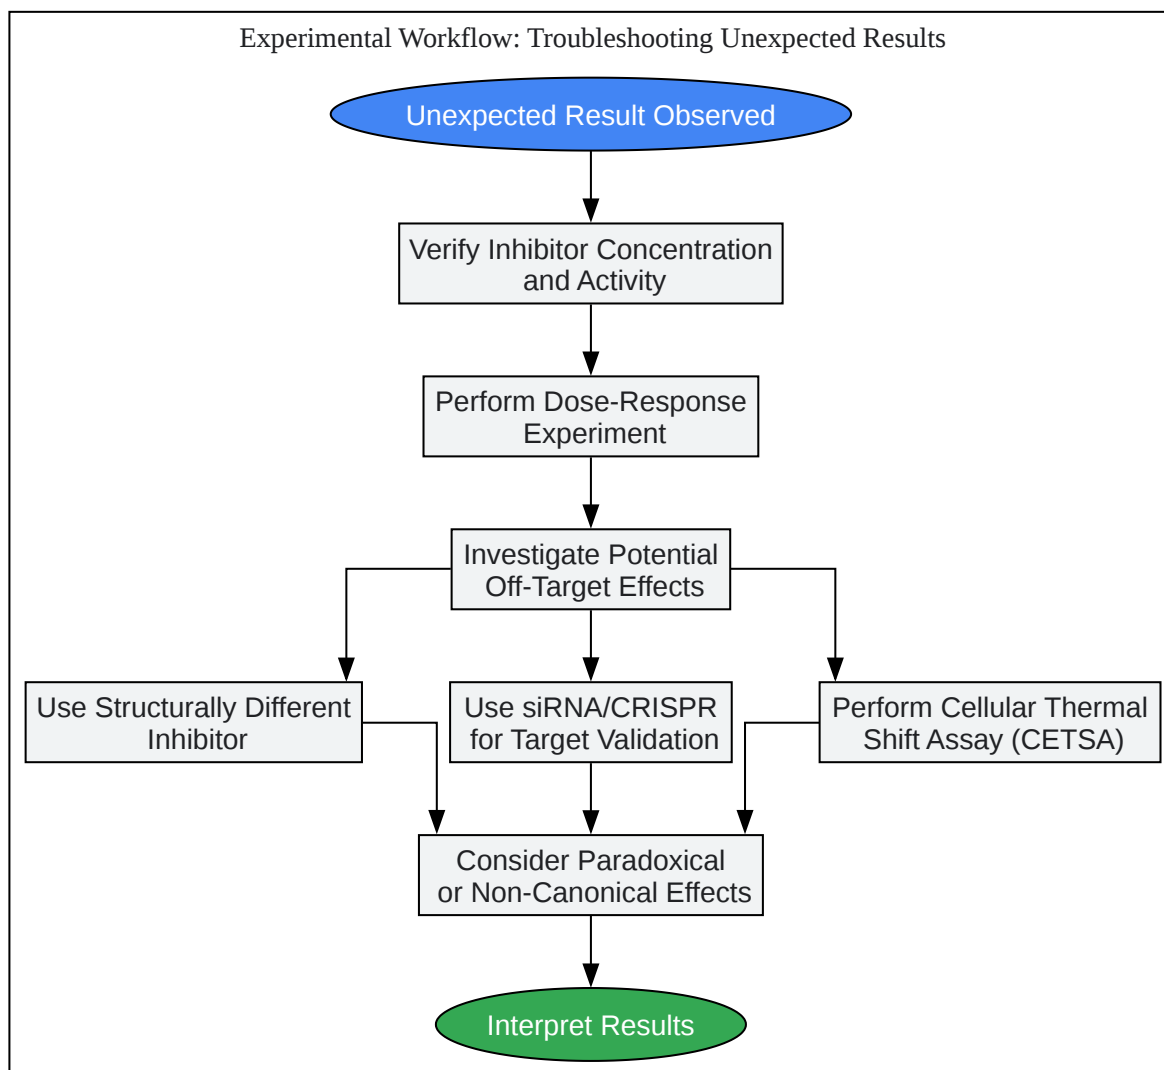 Experimental Workflow: Troubleshooting Unexpected Results
Unexpected Result Observed
Verify Inhibitor Concentration
and Activity
Perform Dose-Response
Experiment
Investigate Potential
Off-Target Effects
Use Structurally Different
Inhibitor
Use siRNA/CRISPR
for Target Validation
Perform Cellular Thermal
Shift Assay (CETSA)
Consider Paradoxical
or Non-Canonical Effects
Interpret Results